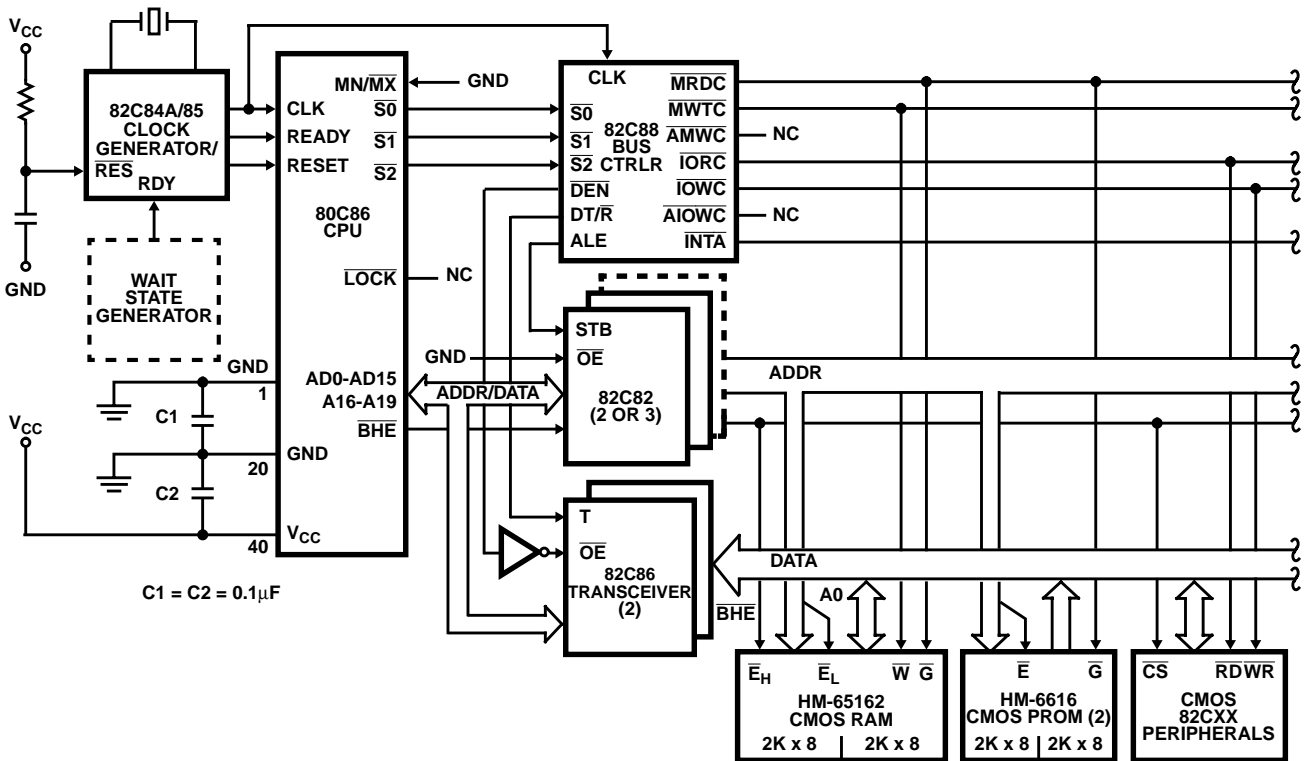 VCC
GND
82C84A/85
CLOCK
GENERATOR/
RES
RDY
WAIT
STATE
GENERATOR
MN/MX
GND
CLK
READY
RESET
S0
S1
S2
80C86
CPU
LOCK
NC
GND
1
AD0-AD15
A16-A19
BHE
ADDR/DATA
C1
VCC
GND
20
C2
VCC
40
C1 = C2 = 0.1μF
CLK
S0
S1
S2
DEN
DT/R
ALE
82C88
BUS
CTRLR
MRDC
MWTC
AMWC
NC
IORC
IOWC
AIOWC
NC
INTA
STB
GND
OE
82C82
(2 OR 3)
ADDR
T
OE
82C86
TRANSCEIVER
(2)
DATA
BHE
A0
EH
EL
W
G
HM-65162
CMOS RAM
2K x 8
2K x 8
E
G
HM-6616
CMOS PROM (2)
2K x 8
2K x 8
CS
RD
WR
CMOS
82CXX
PERIPHERALS